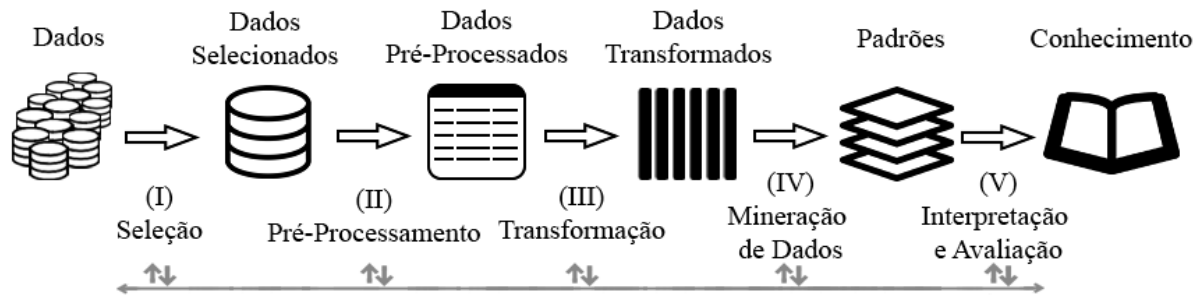 Dados
Dados
Selecionados
Dados
Pré-Processados
Dados
Transformados
Padrões
Conhecimento
(I)
Seleção
(II)
Pré-Processamento
(III)
Transformação
(IV)
Mineração
de Dados
(V)
Interpretação
e Avaliação